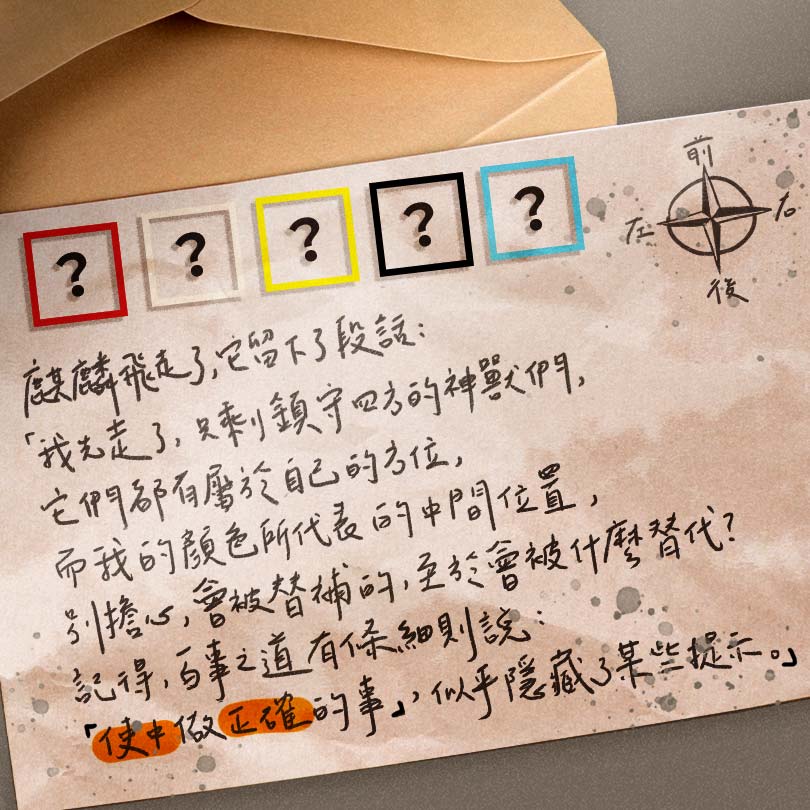 ? ? ? ? ?
前
左 右
後
麒麟飛走了,它留下了段話:
「我先走了,只剩鎮守四方的神獸們,
它們都有屬於自己的方位,
而我的顏色所代表的中間位置,
別擔心,會被替補的,至於會被什麼替代?
記得,百事之道有條細則說:
「使中做正確的事」,似乎隱藏了某些提示。」